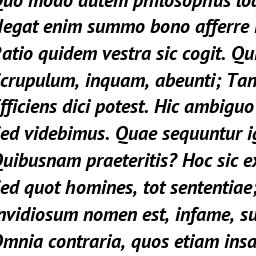 Quo modo autem philosophus loq
Negat enim summo bono afferre
Ratio quidem vestra sic cogit. Qu
scrupulum, inquam, abeunti; Tan
Efficiens dici potest. Hic ambiguo
Sed videbimus. Quae sequuntur ig
Quibusnam praeteritis? Hoc sic ex
Sed quot homines, tot sententiae;
Invidiosum nomen est, infame, su
Omnia contraria, quos etiam insa